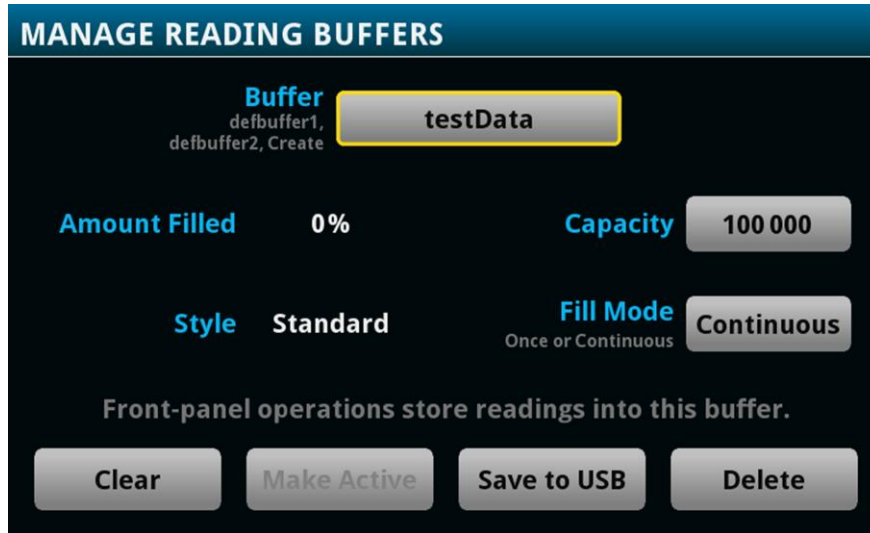 MANAGE READING BUFFERS
Buffer
defbuffer1,
defbuffer2, Create
testData
Amount Filled 0% Capacity 100 000
Style Standard Fill Mode
Once or Continuous
Continuous
Front-panel operations store readings into this buffer.
Clear Make Active Save to USB Delete